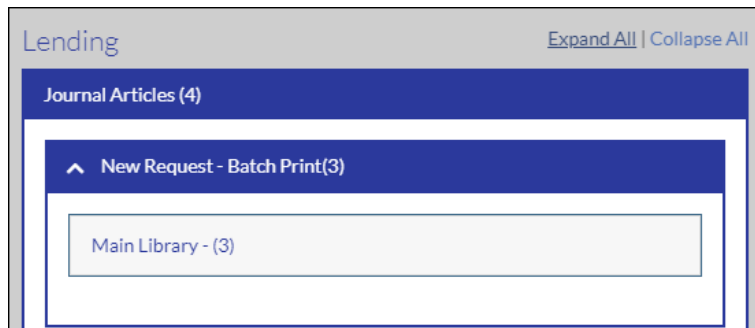 Lending
Expand All | Collapse All
Journal Articles (4)
New Request - Batch Print(3)
Main Library - (3)